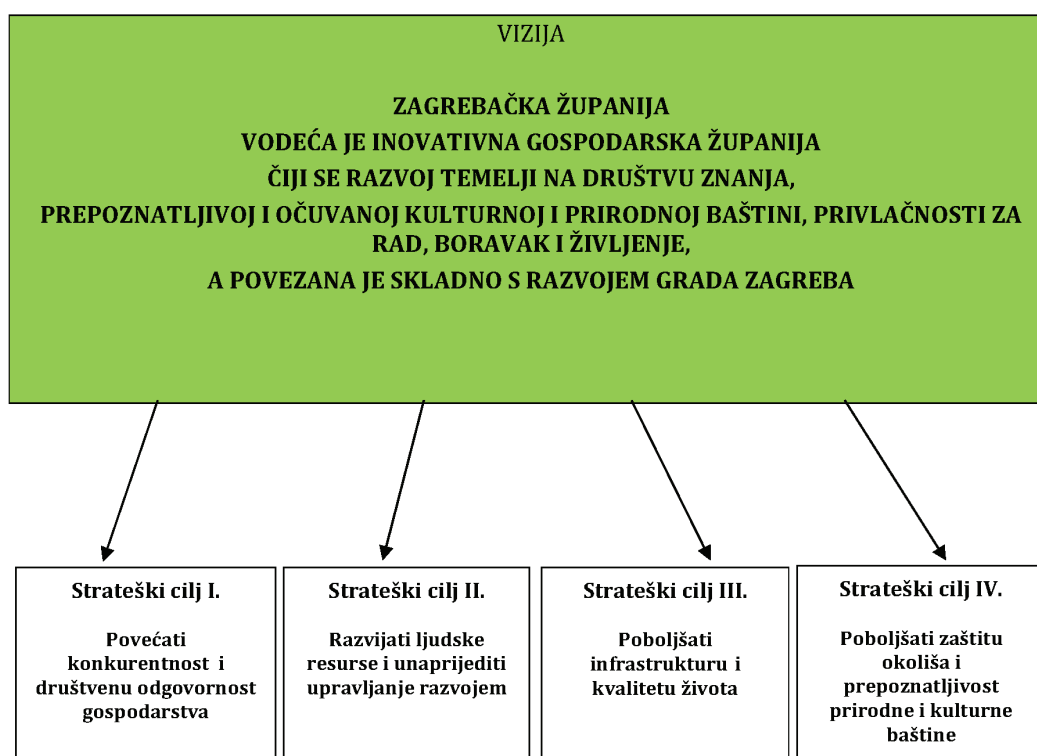 VIZIJA
ZAGREBAČKA ŽUPANIJA
VODEĆA JE INOVATIVNA GOSPODARSKA ŽUPANIJA
ČIJI SE RAZVOJ TEMELJI NA DRUŠTVU ZNANJA,
PREPOZNATLJIVOJ I OČUVANOJ KULTURNOJ I PRIRODNOJ BAŠTINI, PRIVLAČNOSTI ZA
RAD, BORAVAK I ŽIVLJENJE,
A POVEZANA JE SKLADNO S RAZVOJEM GRADA ZAGREBA
Strateški cilj I.
Povećati
konkurentnost i
društvenu odgovornost
gospodarstva
Strateški cilj II.
Razvijati ljudske
resurse i unaprijediti
upravljanje razvojem
Strateški cilj III.
Poboljšati
infrastrukturu i
kvalitetu života
Strateški cilj IV.
Poboljšati zaštitu
okoliša i
prepoznatljivost
prirodne i kulturne
baštine